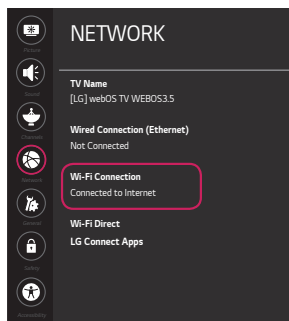 NETWORK
Picture
TV Name
[LG] webOS TV WEBOS3.5
Sound
Wired Connection (Ethernet)
Channels
Not Connected
Wi-Fi Connection
Network
Connected to Internet
Wi-Fi Direct
General
LG Connect Apps
Safety
Accessibility